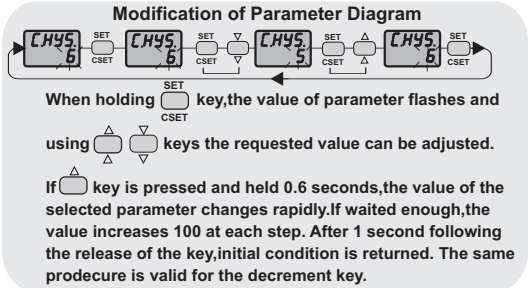 Modification of Parameter Diagram
C.HYS. SET C.HYS. SET ▽ C.HYS. SET △ C.HYS. SET
6 CSET 6 CSET ▽ 5 CSET △ 6 CSET
When holding SET CSET key,the value of parameter flashes and
using △ △ ▽ ▽ keys the requested value can be adjusted.
If △ key is pressed and held 0.6 seconds,the value of the
selected parameter changes rapidly.If waited enough,the
value increases 100 at each step. After 1 second following
the release of the key,initial condition is returned. The same
prodecure is valid for the decrement key.